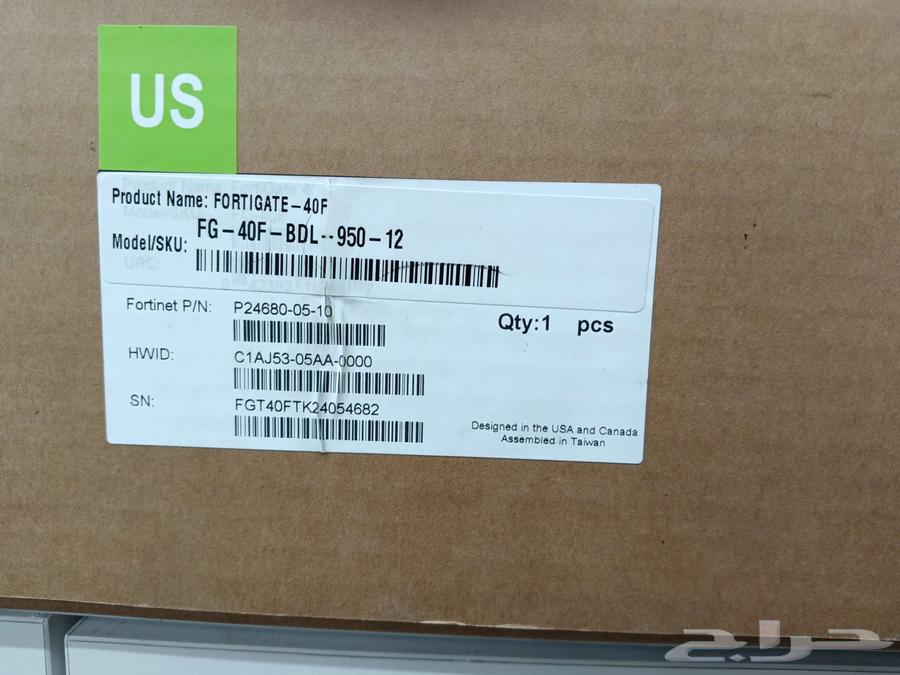 US
Product Name: FORTIGATE-40F
Model/SKU: FG-40F-BDL--950-12
Fortinet P/N: P24680-05-10
Qty:1 pcs
HWID: C1AJ53-05AA-0000
SN: FGT40FTK24054682
Designed in the USA and Canada
Assembled in Taiwan
حراج